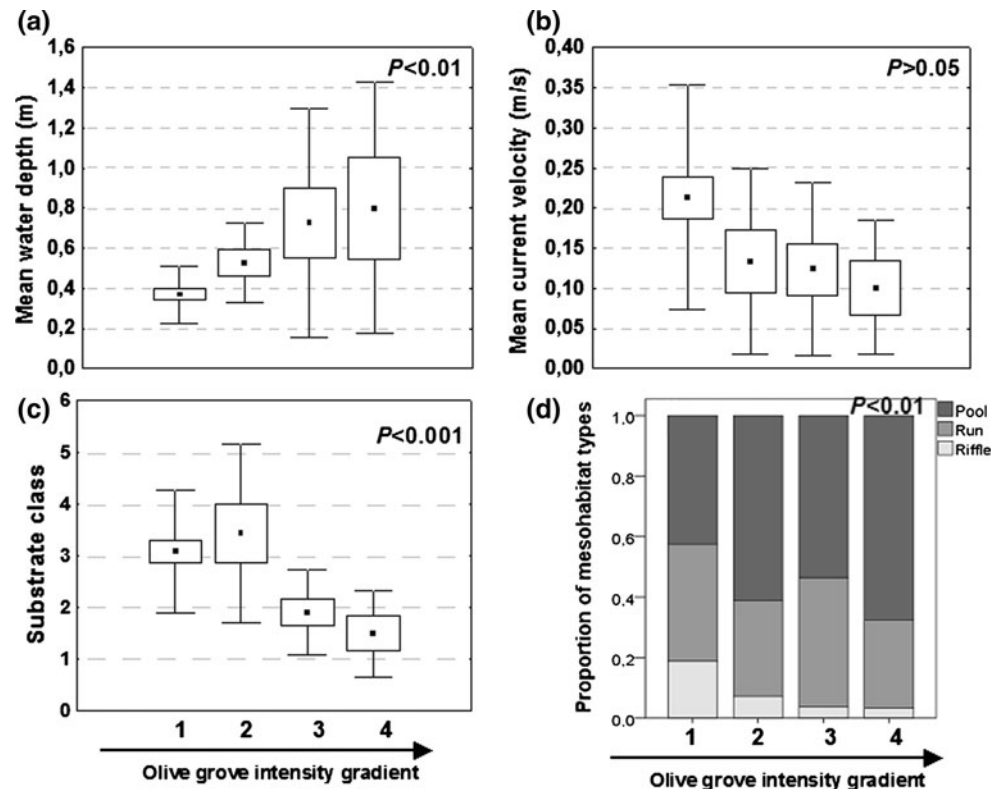 (a)
Mean water depth (m)
1,6
1,4
1,2
1,0
0,8
0,6
0,4
0,2
0,0
P<0.01
(b)
Mean current velocity (m/s)
0,40
0,35
0,30
0,25
0,20
0,15
0,10
0,05
0,00
P>0.05
(c)
Substrate class
6
5
4
3
2
1
0
P<0.001
1 2 3 4
Olive grove intensity gradient
(d)
Proportion of mesohabitat types
1,0
0,8
0,6
0,4
0,2
0,0
P<0.01
Pool
Run
Riffle
1 2 3 4
Olive grove intensity gradient